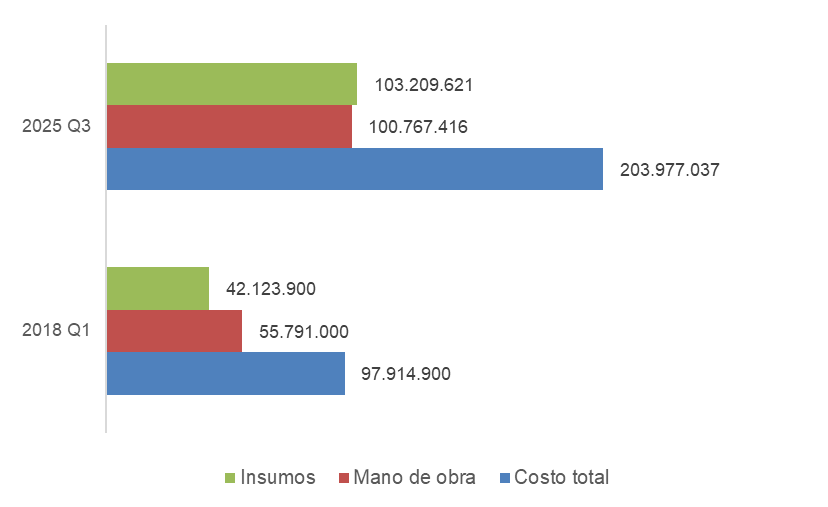 103.209.621
2025 Q3
100.767.416
203.977.037
42.123.900
2018 Q1
55.791.000
97.914.900
Insumos Mano de obra Costo total